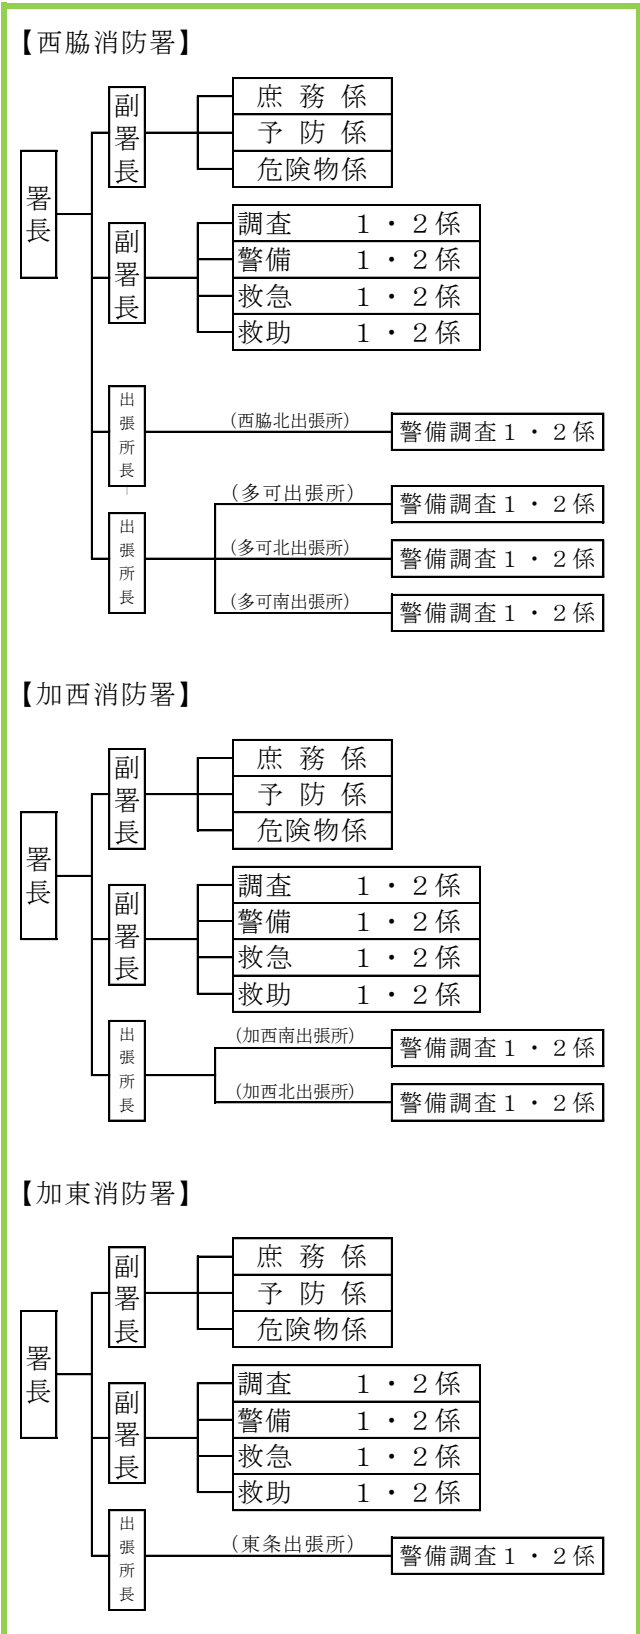 【西脇消防署】
署長
副署長
庶務係
予防係
危険物係
副署長
調査　１・２係
警備　１・２係
救急　１・２係
救助　１・２係
出張所長
(西脇北出張所)
警備調査１・２係
出張所長
(多可出張所)
警備調査１・２係
(多可北出張所)
警備調査１・２係
(多可南出張所)
警備調査１・２係
【加西消防署】
署長
副署長
庶務係
予防係
危険物係
副署長
調査　１・２係
警備　１・２係
救急　１・２係
救助　１・２係
出張所長
(加西南出張所)
警備調査１・２係
(加西北出張所)
警備調査１・２係
【加東消防署】
署長
副署長
庶務係
予防係
危険物係
副署長
調査　１・２係
警備　１・２係
救急　１・２係
救助　１・２係
出張所長
(東条出張所)
警備調査１・２係